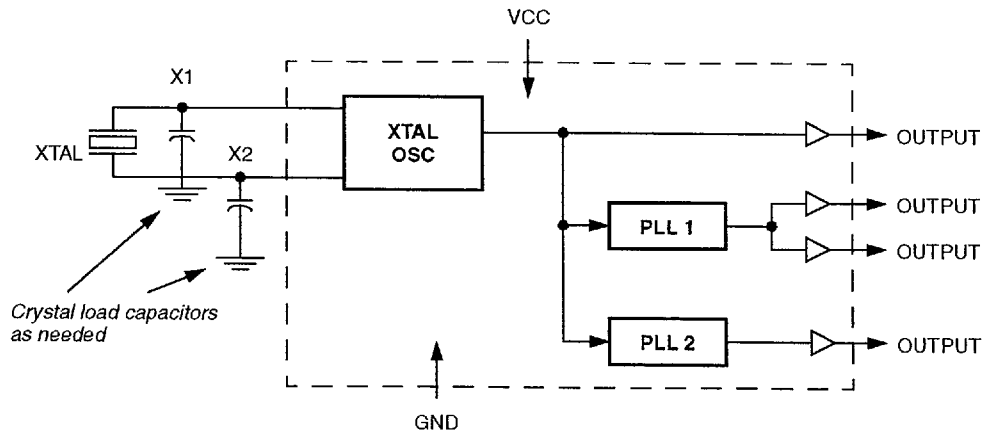 VCC
X1
XTAL
OSC
OUTPUT
XTAL
X2
OUTPUT
PLL 1
OUTPUT
Crystal load capacitors
as needed
PLL 2
OUTPUT
GND